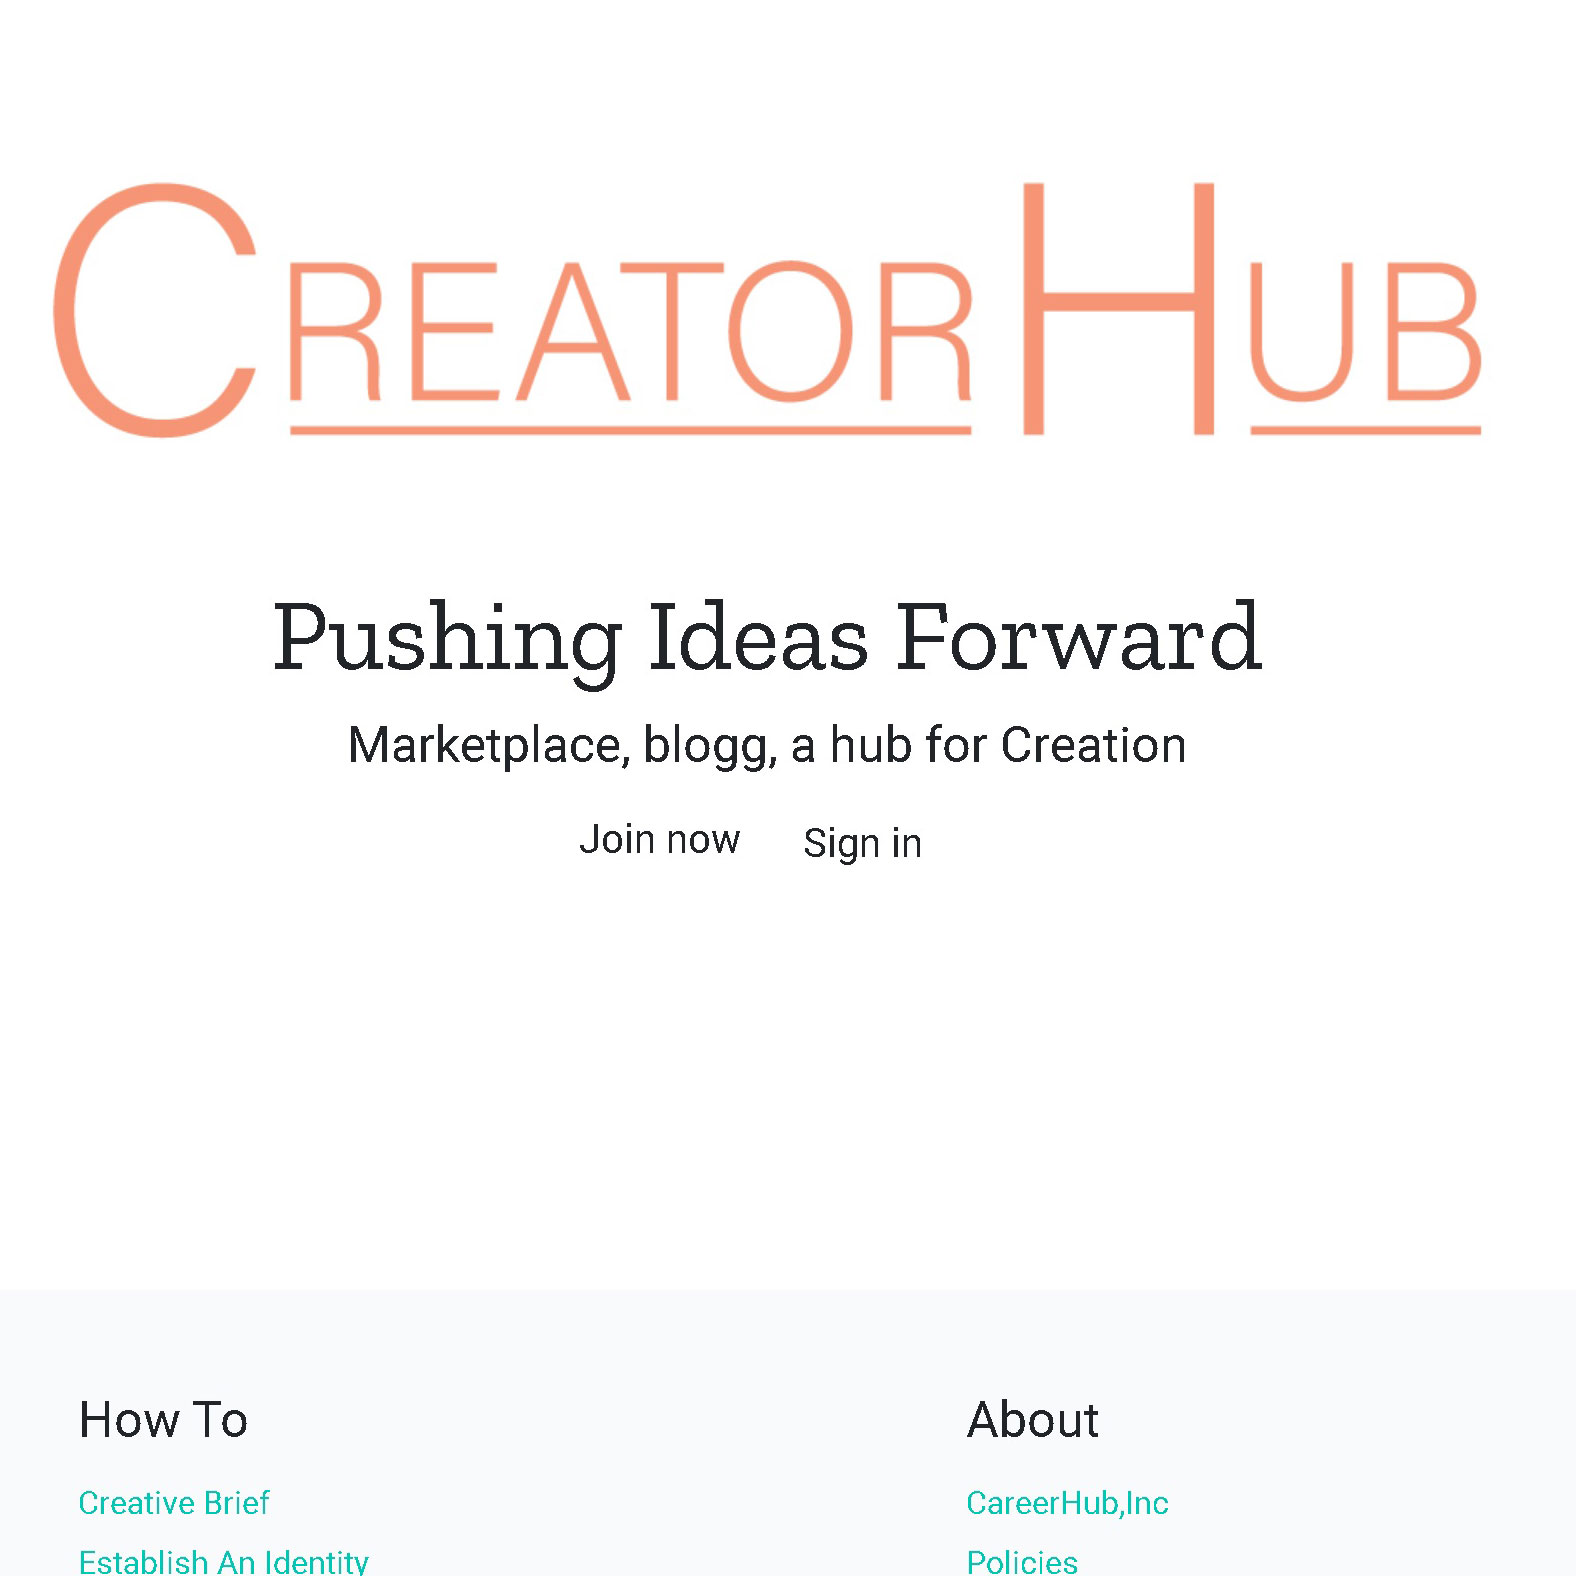 CREATORHUB
Pushing Ideas Forward
Marketplace, blogg, a hub for Creation
Join now Sign in
How To About
Creative Brief CareerHub,Inc
Establish An Identity Policies